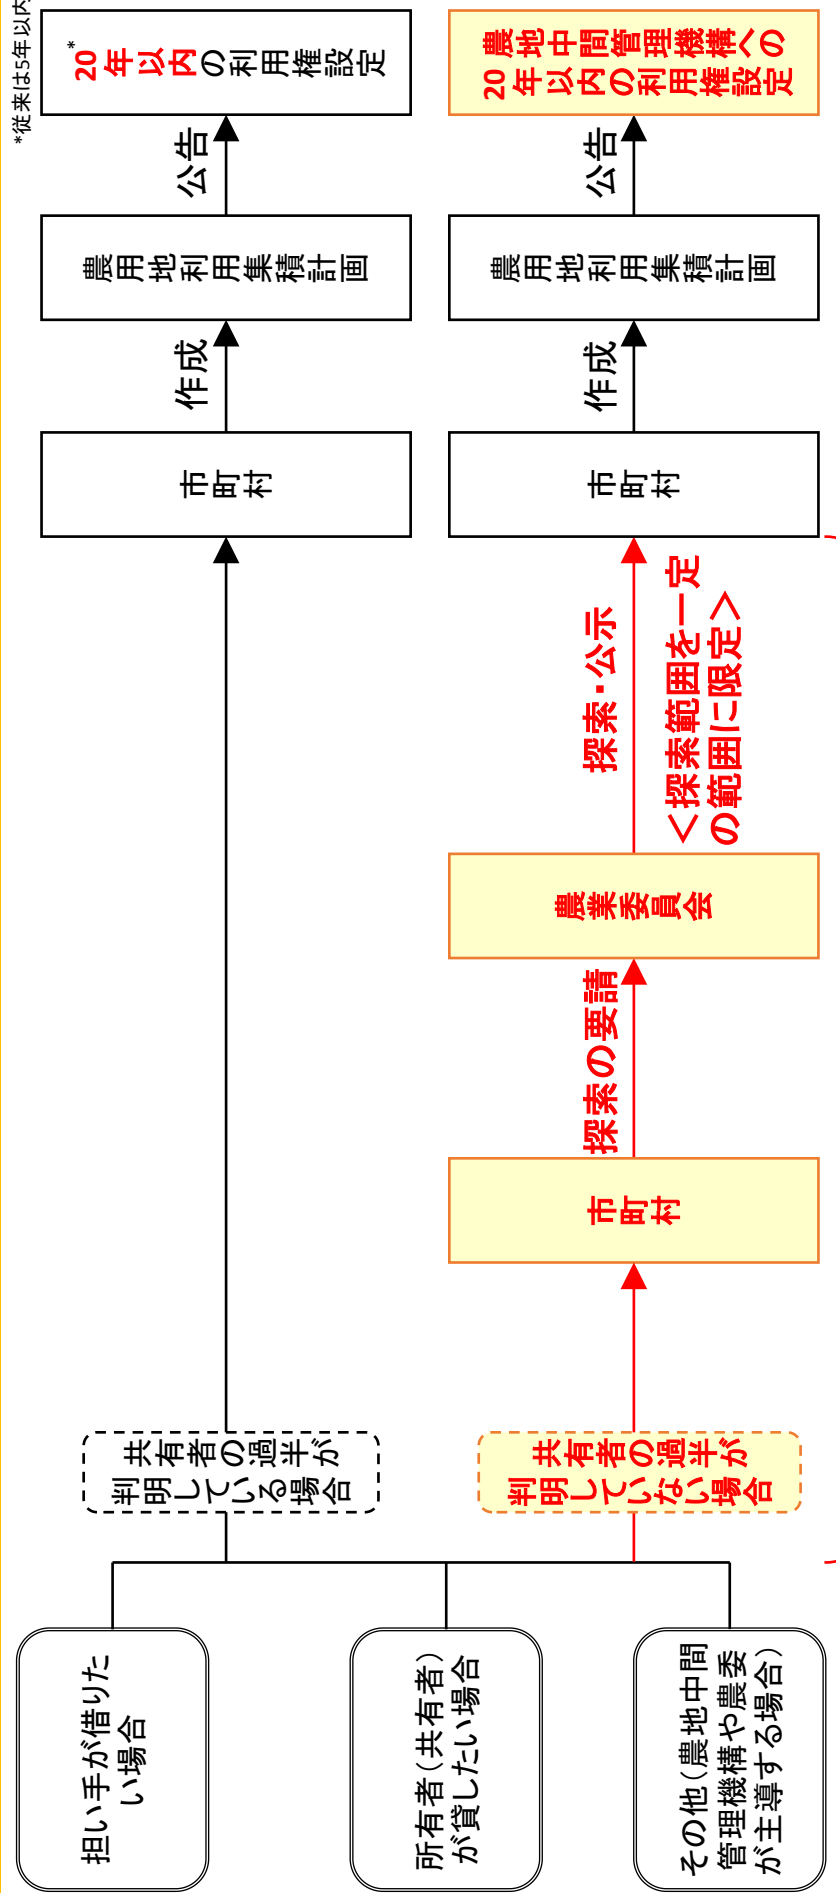 担い手が借りた
い場合
所有者（共有者）
が貸したい場合
その他（農地中間
管理機構や農委
が主導する場合）
共有者の過半が
判明している場合
市町村
作成
農用地利用集積計画
公告
20年以内の利用権設定*
*従来は5年以内
共有者の過半が
判明していない場合
市町村
探索の要請
農業委員会
探索・公示
＜探索範囲を一定
の範囲に限定＞
市町村
作成
農用地利用集積計画
公告
農地中間管理機構への
20年以内の利用権設定